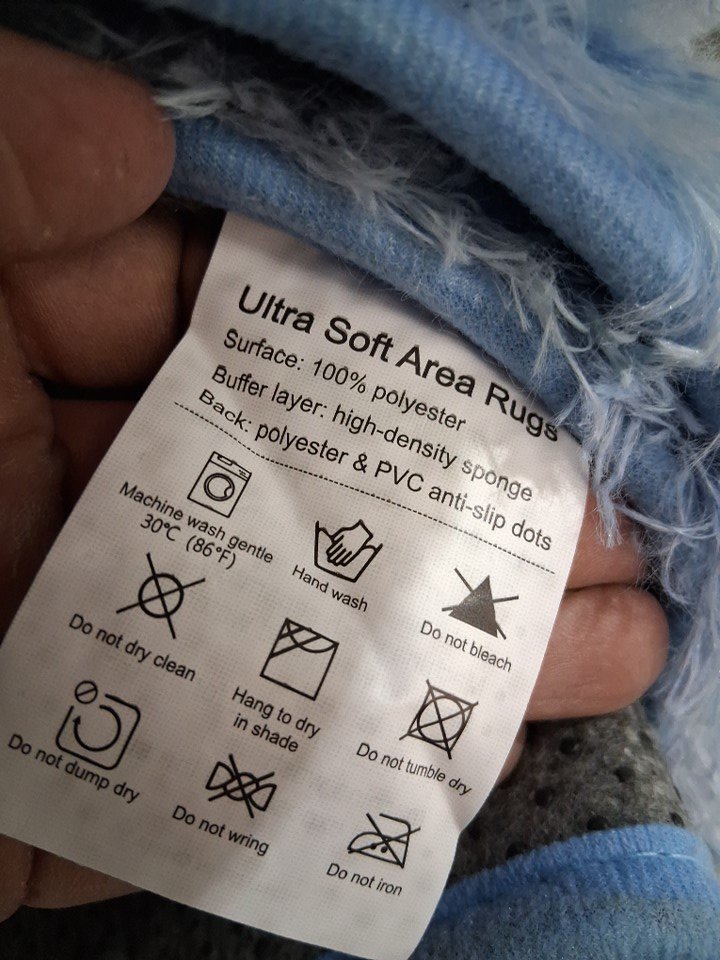 Ultra Soft Area Rugs
Surface: 100% polyester
Buffer layer: high-density sponge
Back: polyester & PVC anti-slip dots
Machine wash gentle
30℃ (86℉)
Hand wash
Do not bleach
Do not dry clean
Hang to dry
in shade
Do not tumble dry
Do not dump dry
Do not wring
Do not iron